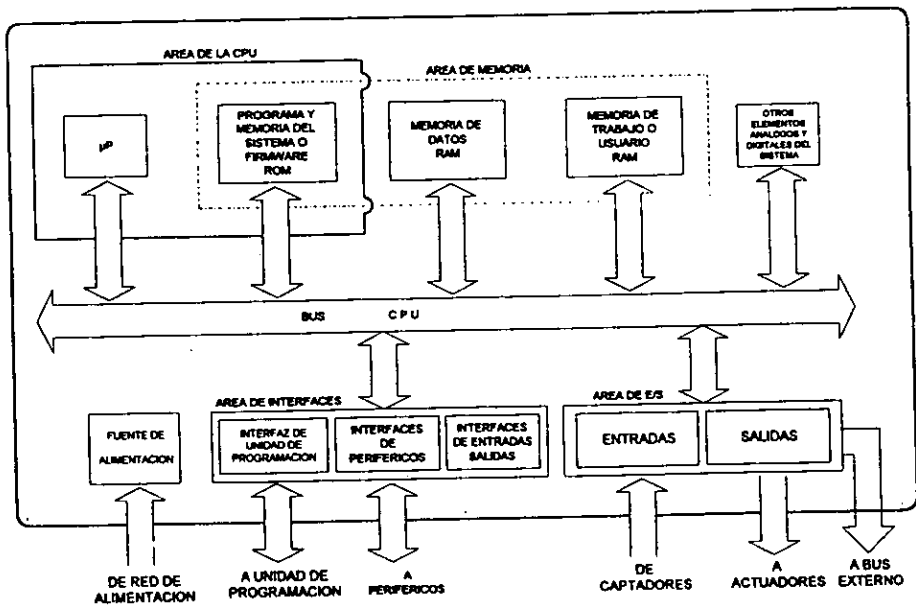 AREA DE LA CPU
AREA DE MEMORIA
µP
PROGRAMA Y
MEMORIA DEL
SISTEMA O
FIRMWARE
ROM
MEMORIA DE
DATOS
RAM
MEMORIA DE
TRABAJO O
USUARIO
RAM
OTROS
ELEMENTOS
ANALOGOS Y
DIGITALES DEL
SISTEMA
BUS CPU
AREA DE INTERFACES
AREA DE E/S
FUENTE DE
ALIMENTACION
INTERFAZ DE
UNIDAD DE
PROGRAMACION
INTERFACES
DE
PERIFERICOS
INTERFACES
DE ENTRADAS
SALIDAS
ENTRADAS
SALIDAS
DE RED DE
ALIMENTACION
A UNIDAD DE
PROGRAMACION
A
PERIFERICOS
DE
CAPTADORES
A
ACTUADORES
A BUS
EXTERNO